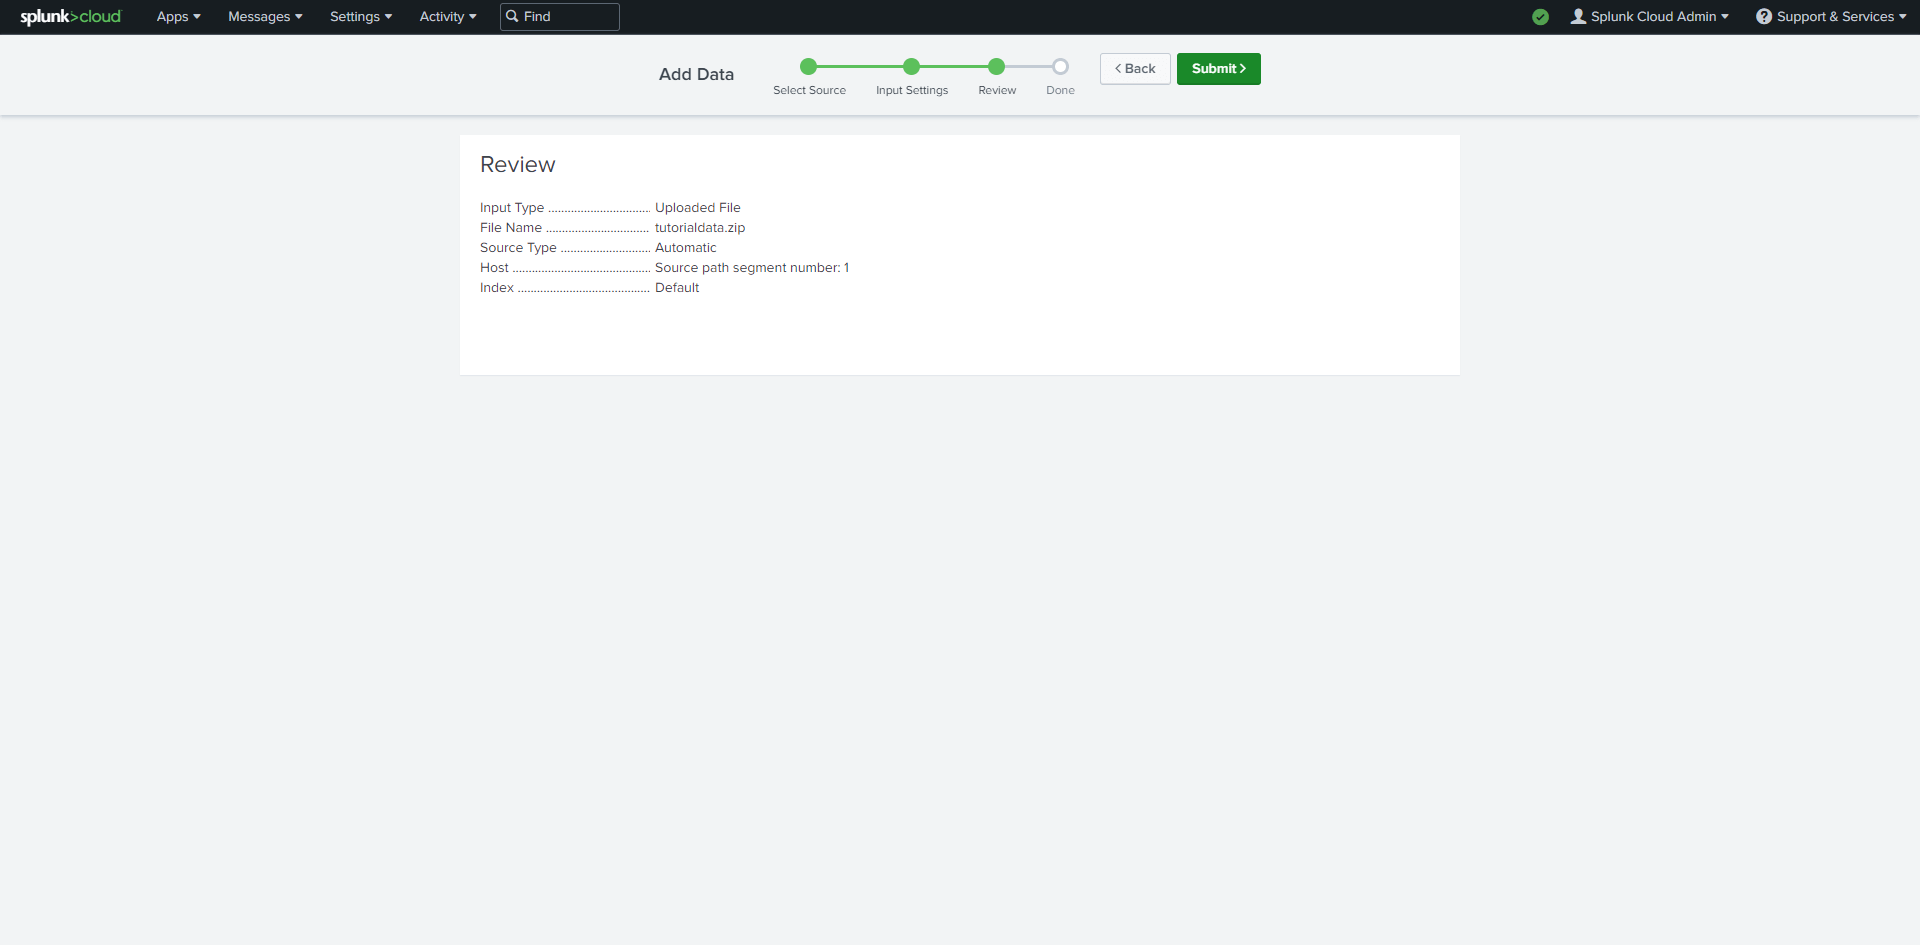 splunk>cloud Apps Messages Settings Activity Find Splunk Cloud Admin ? Support & Services
Add Data
Select Source Input Settings Review Done
< Back Submit >
Review
Input Type ................................ Uploaded File
File Name ................................ tutorialdata.zip
Source Type ............................ Automatic
Host .......................................... Source path segment number: 1
Index ......................................... Default